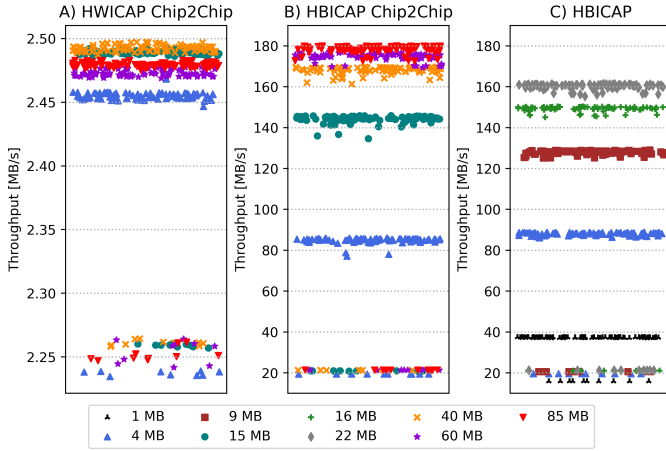 A) HWICAP Chip2Chip
B) HBICAP Chip2Chip
C) HBICAP
Throughput [MB/s]
2.50
2.45
2.40
2.35
2.30
2.25
Throughput [MB/s]
180
160
140
120
100
80
60
40
20
Throughput [MB/s]
180
160
140
120
100
80
60
40
20
1 MB
9 MB
16 MB
40 MB
85 MB
4 MB
15 MB
22 MB
60 MB